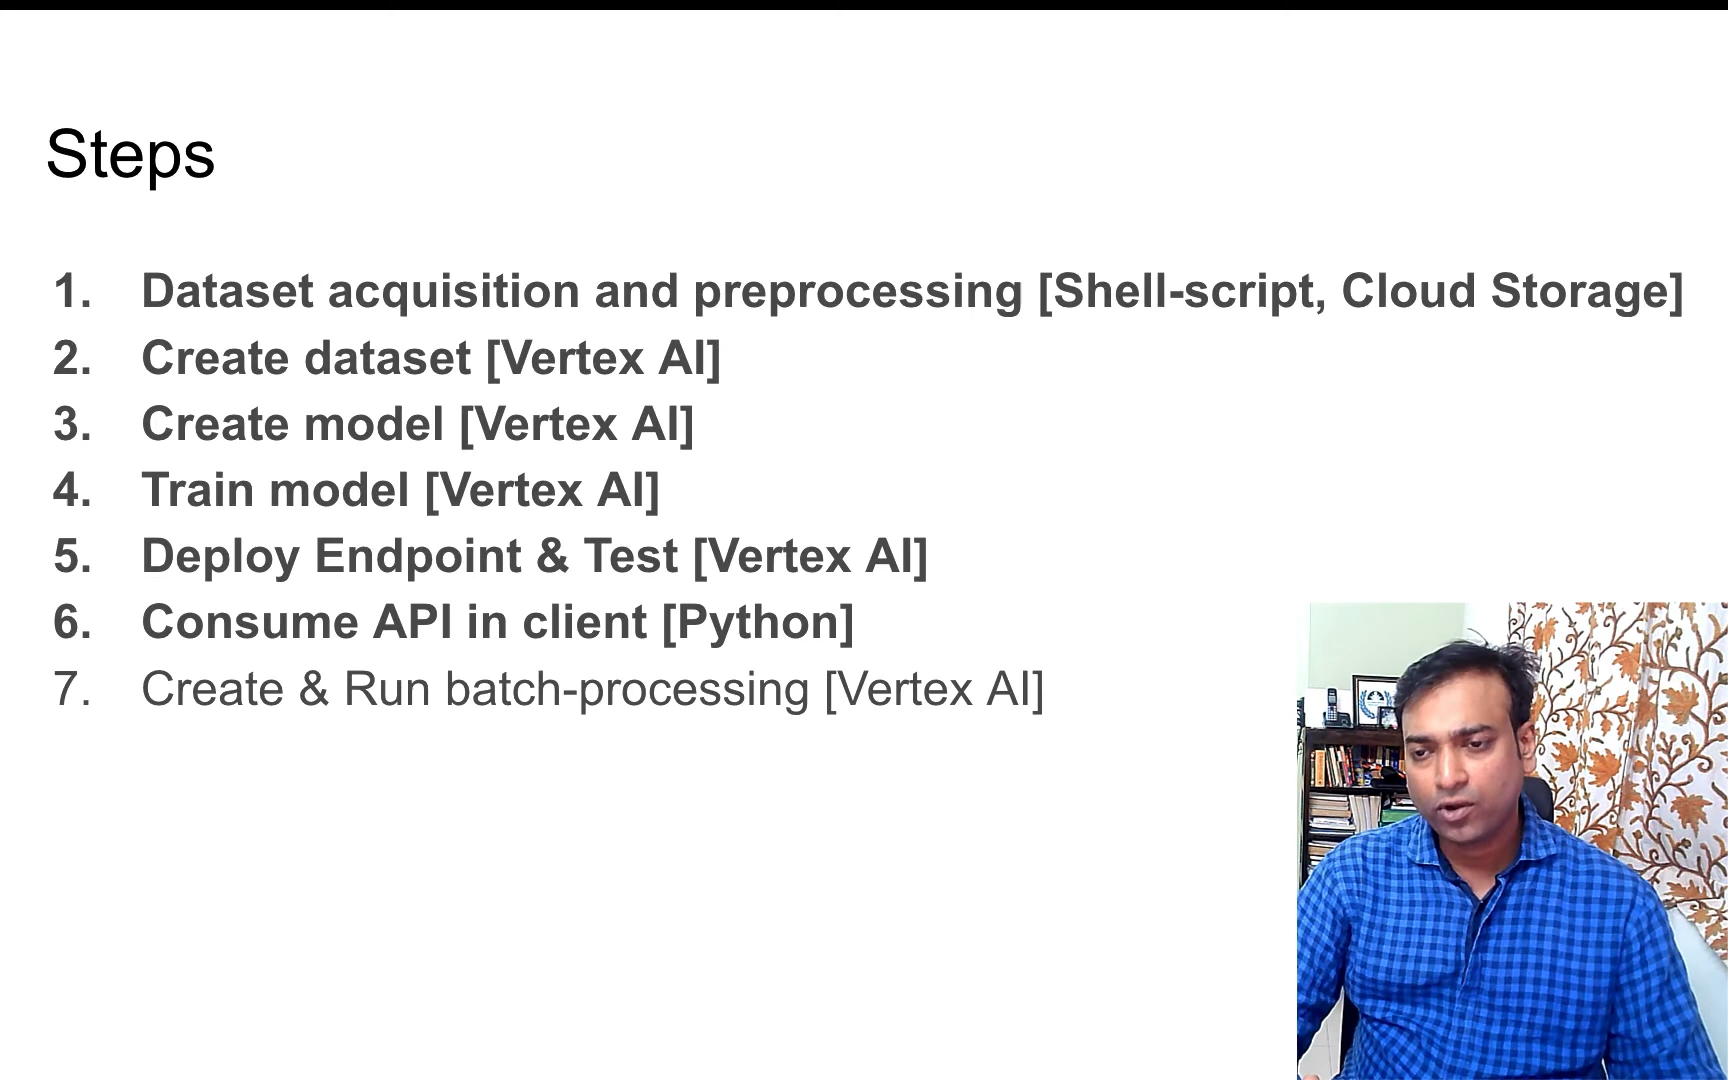 Steps
1. Dataset acquisition and preprocessing [Shell-script, Cloud Storage]
2. Create dataset [Vertex AI]
3. Create model [Vertex AI]
4. Train model [Vertex AI]
5. Deploy Endpoint & Test [Vertex AI]
6. Consume API in client [Python]
7. Create & Run batch-processing [Vertex AI]